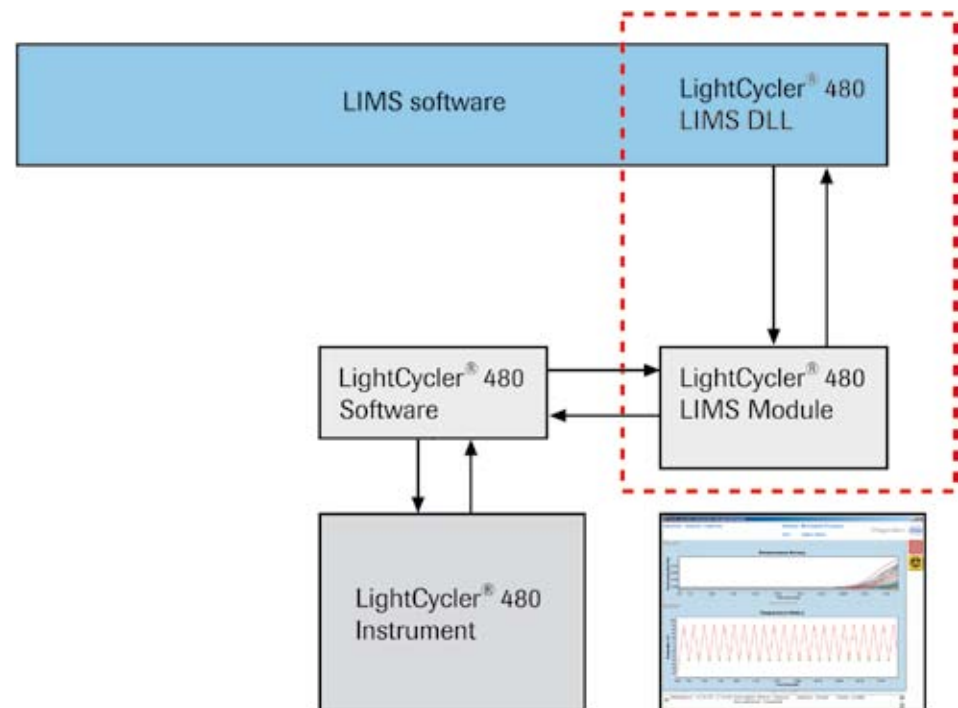 LIMS software
LightCycler® 480
LIMS DLL
LightCycler® 480
Software
LightCycler® 480
LIMS Module
LightCycler® 480
Instrument